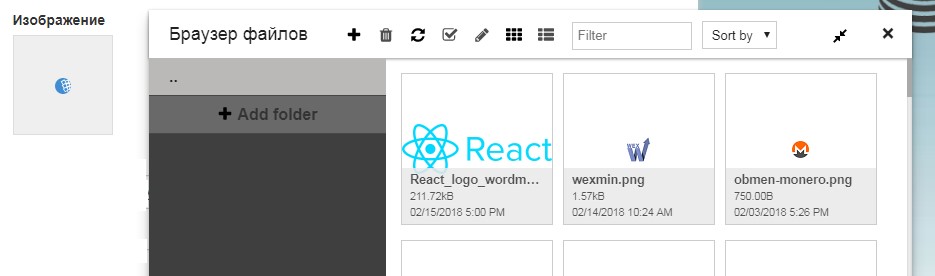 Изображение
Браузер файлов
Filter
Sort by
..
Add folder
React
WEX
React_logo_wordm...
wexmin.png
obmen-monero.png
211.72kB
1.57kB
750.00B
02/15/2018 5:00 PM
02/14/2018 10:24 AM
02/03/2018 5:26 PM